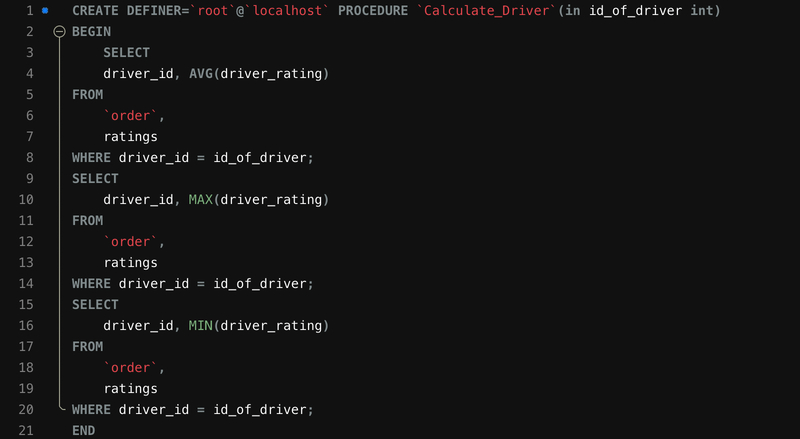 1 CREATE DEFINER=`root`@`localhost` PROCEDURE `Calculate_Driver`(in id_of_driver int)
2 BEGIN
3 SELECT
4 driver_id, AVG(driver_rating)
5 FROM
6 `order`,
7 ratings
8 WHERE driver_id = id_of_driver;
9 SELECT
10 driver_id, MAX(driver_rating)
11 FROM
12 `order`,
13 ratings
14 WHERE driver_id = id_of_driver;
15 SELECT
16 driver_id, MIN(driver_rating)
17 FROM
18 `order`,
19 ratings
20 WHERE driver_id = id_of_driver;
21 END